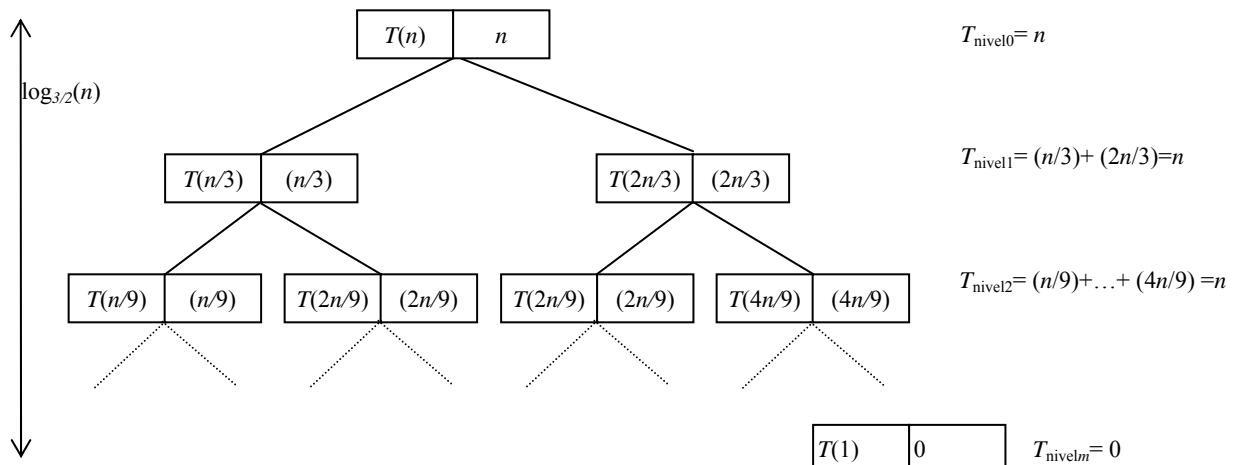 T(n) n T_nivel0= n
log_3/2(n)
T(n/3) (n/3) T(2n/3) (2n/3) T_nivel1= (n/3)+ (2n/3)=n
T(n/9) (n/9) T(2n/9) (2n/9) T(2n/9) (2n/9) T(4n/9) (4n/9) T_nivel2= (n/9)+…+ (4n/9) =n
T(1) 0 T_nivelm= 0